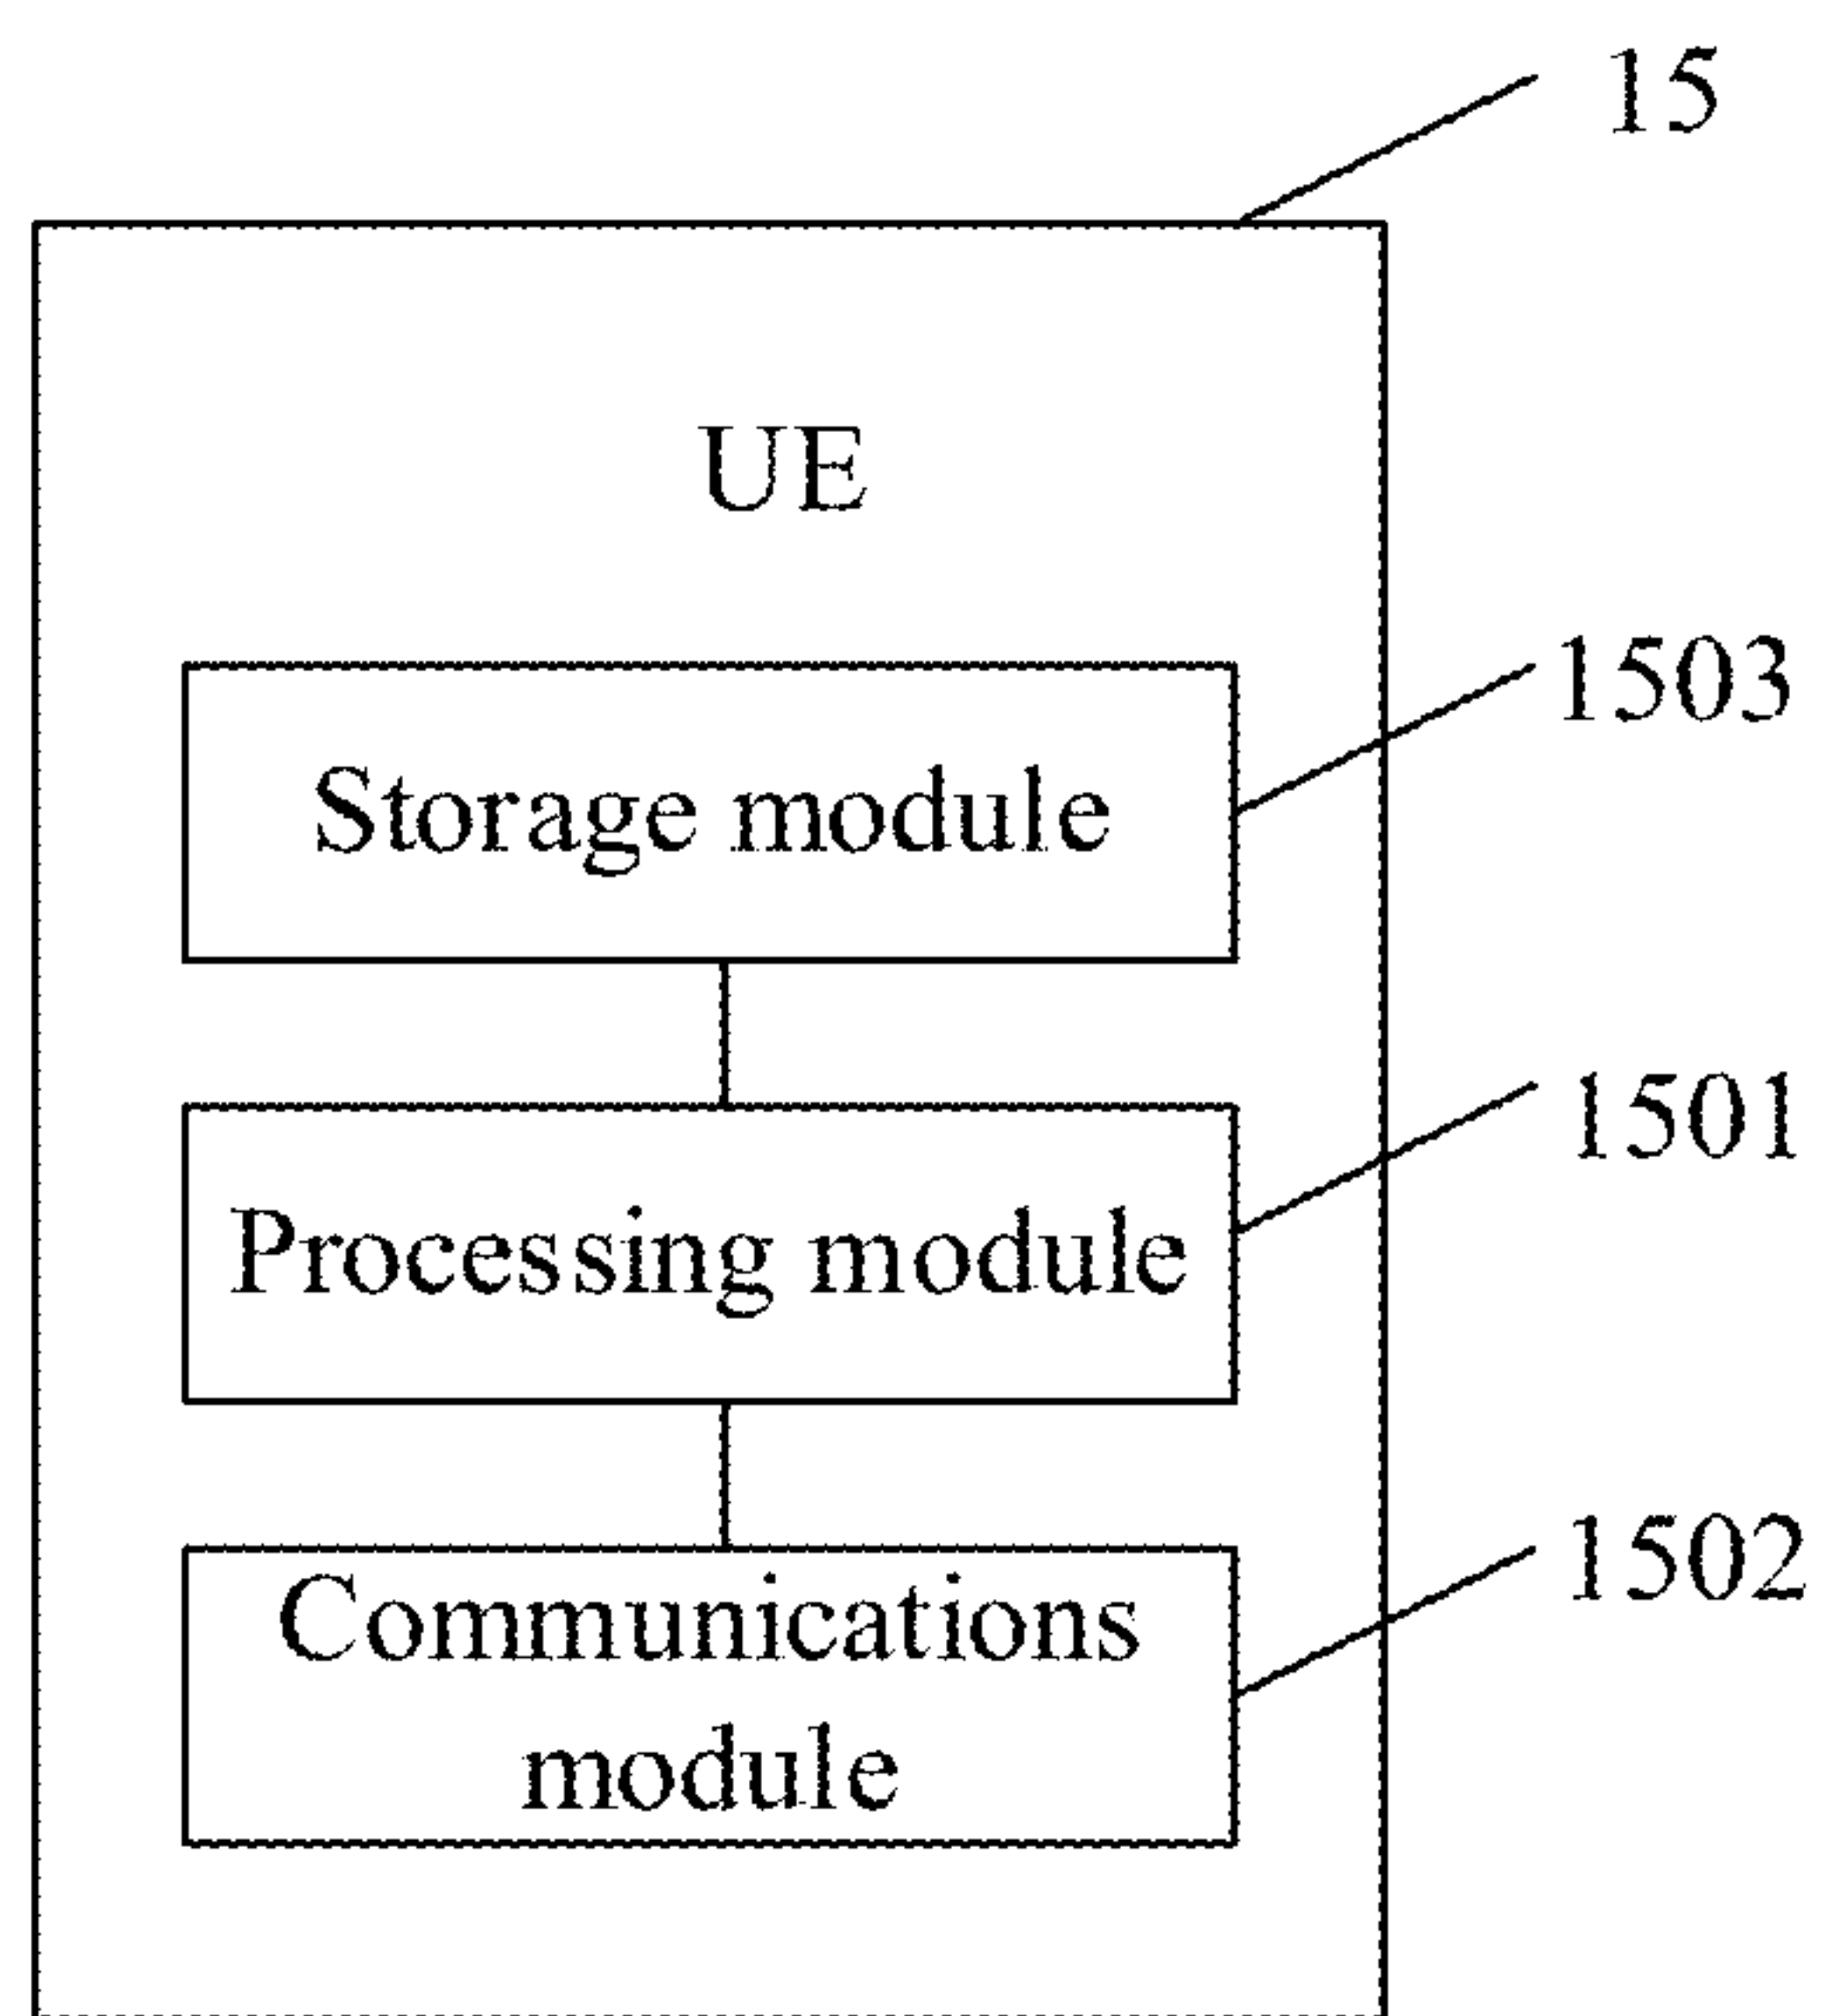 15
UE
1503
Storage module
1501
Processing module
1502
Communications
module